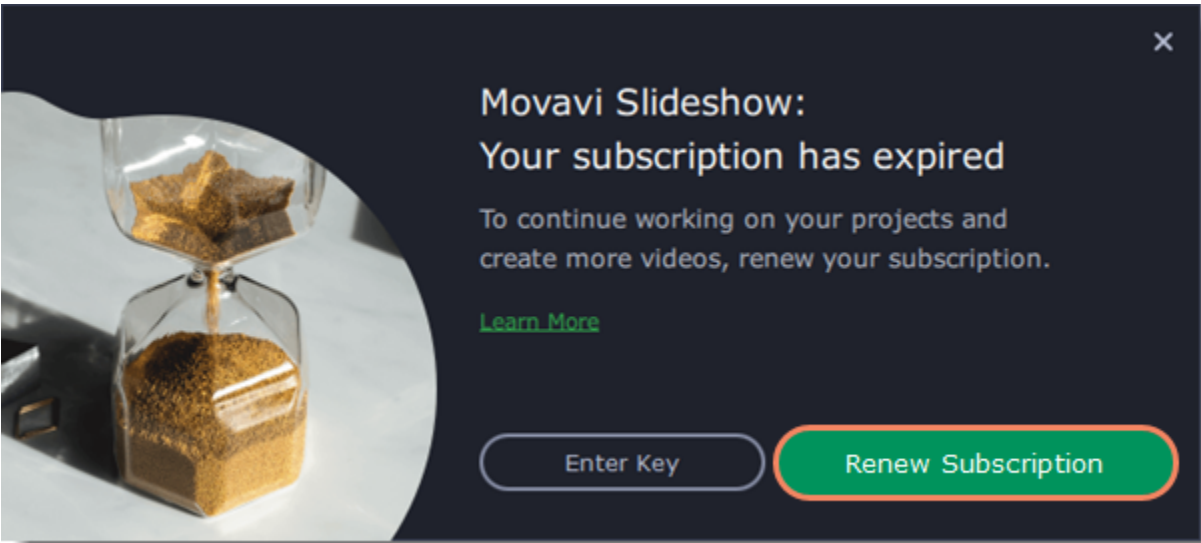 Movavi Slideshow:
Your subscription has expired
To continue working on your projects and
create more videos, renew your subscription.
Learn More
Enter Key
Renew Subscription